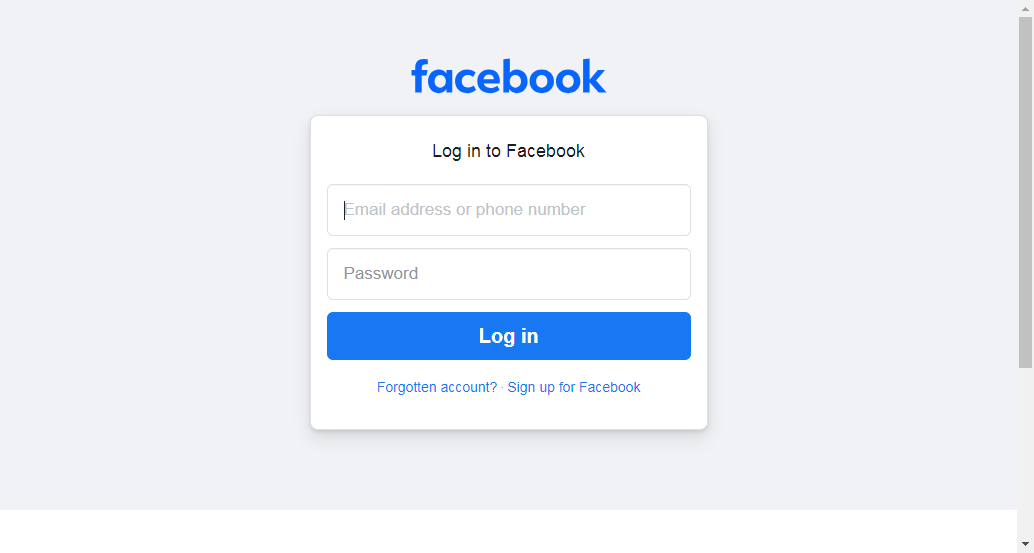 facebook
Log in to Facebook
Email address or phone number
Password
Log in
Forgotten account? · Sign up for Facebook